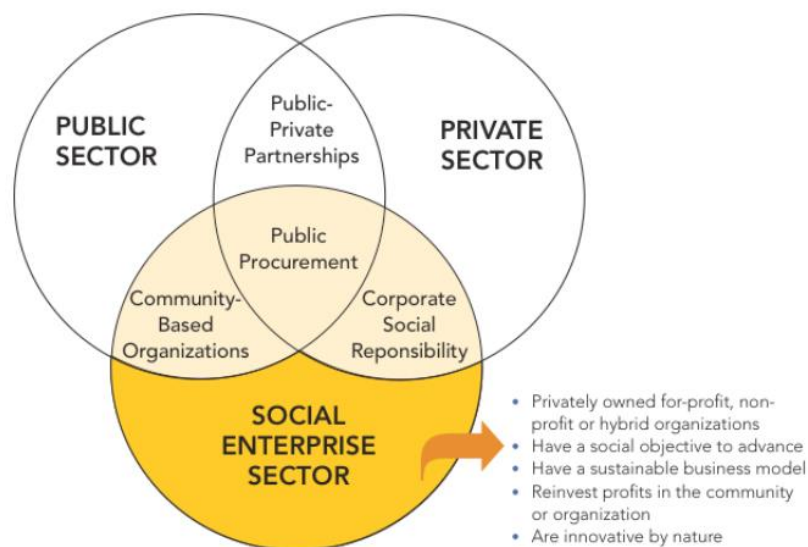 PUBLIC
SECTOR
Public-
Private
Partnerships
PRIVATE
SECTOR
Public
Procurement
Community-
Based
Organizations
Corporate
Social
Reponsibility
SOCIAL
ENTERPRISE
SECTOR
• Privately owned for-profit, non-
profit or hybrid organizations
• Have a social objective to advance
• Have a sustainable business model
• Reinvest profits in the community
or organization
• Are innovative by nature